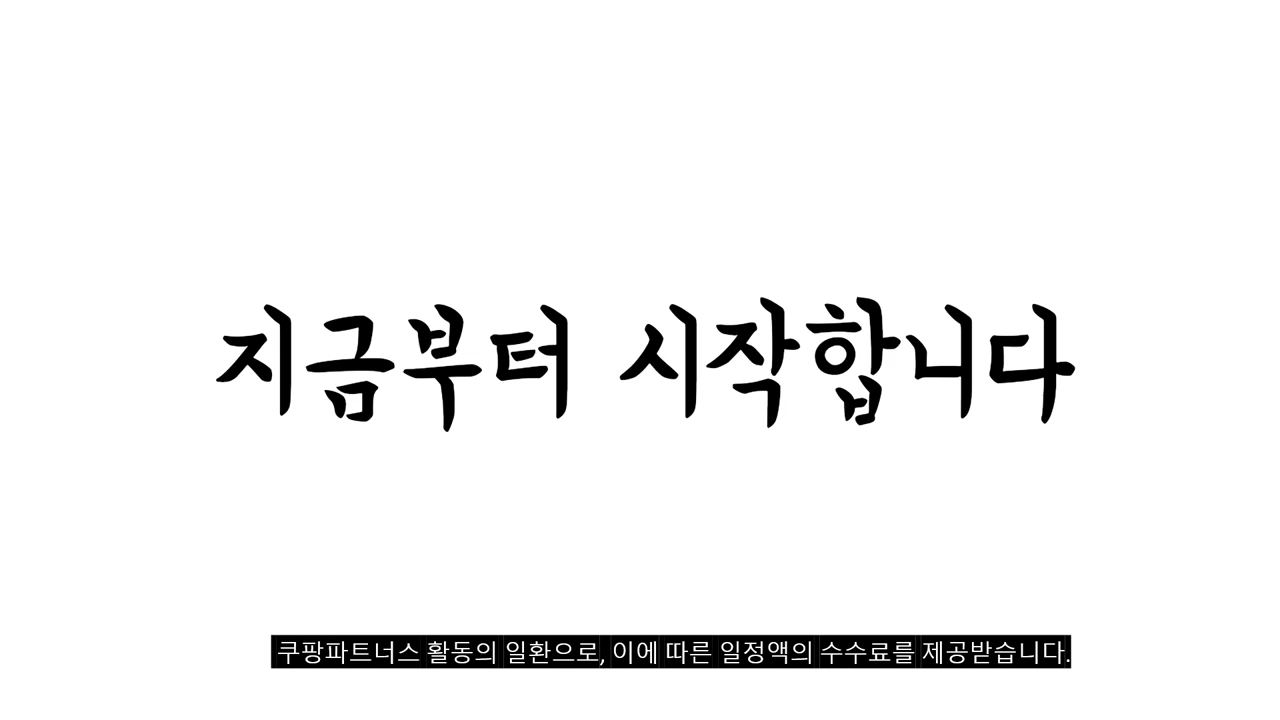 지금부터 시작합니다
쿠팡파트너스 활동의 일환으로, 이에 따른 일정액의 수수료를 제공받습니다.